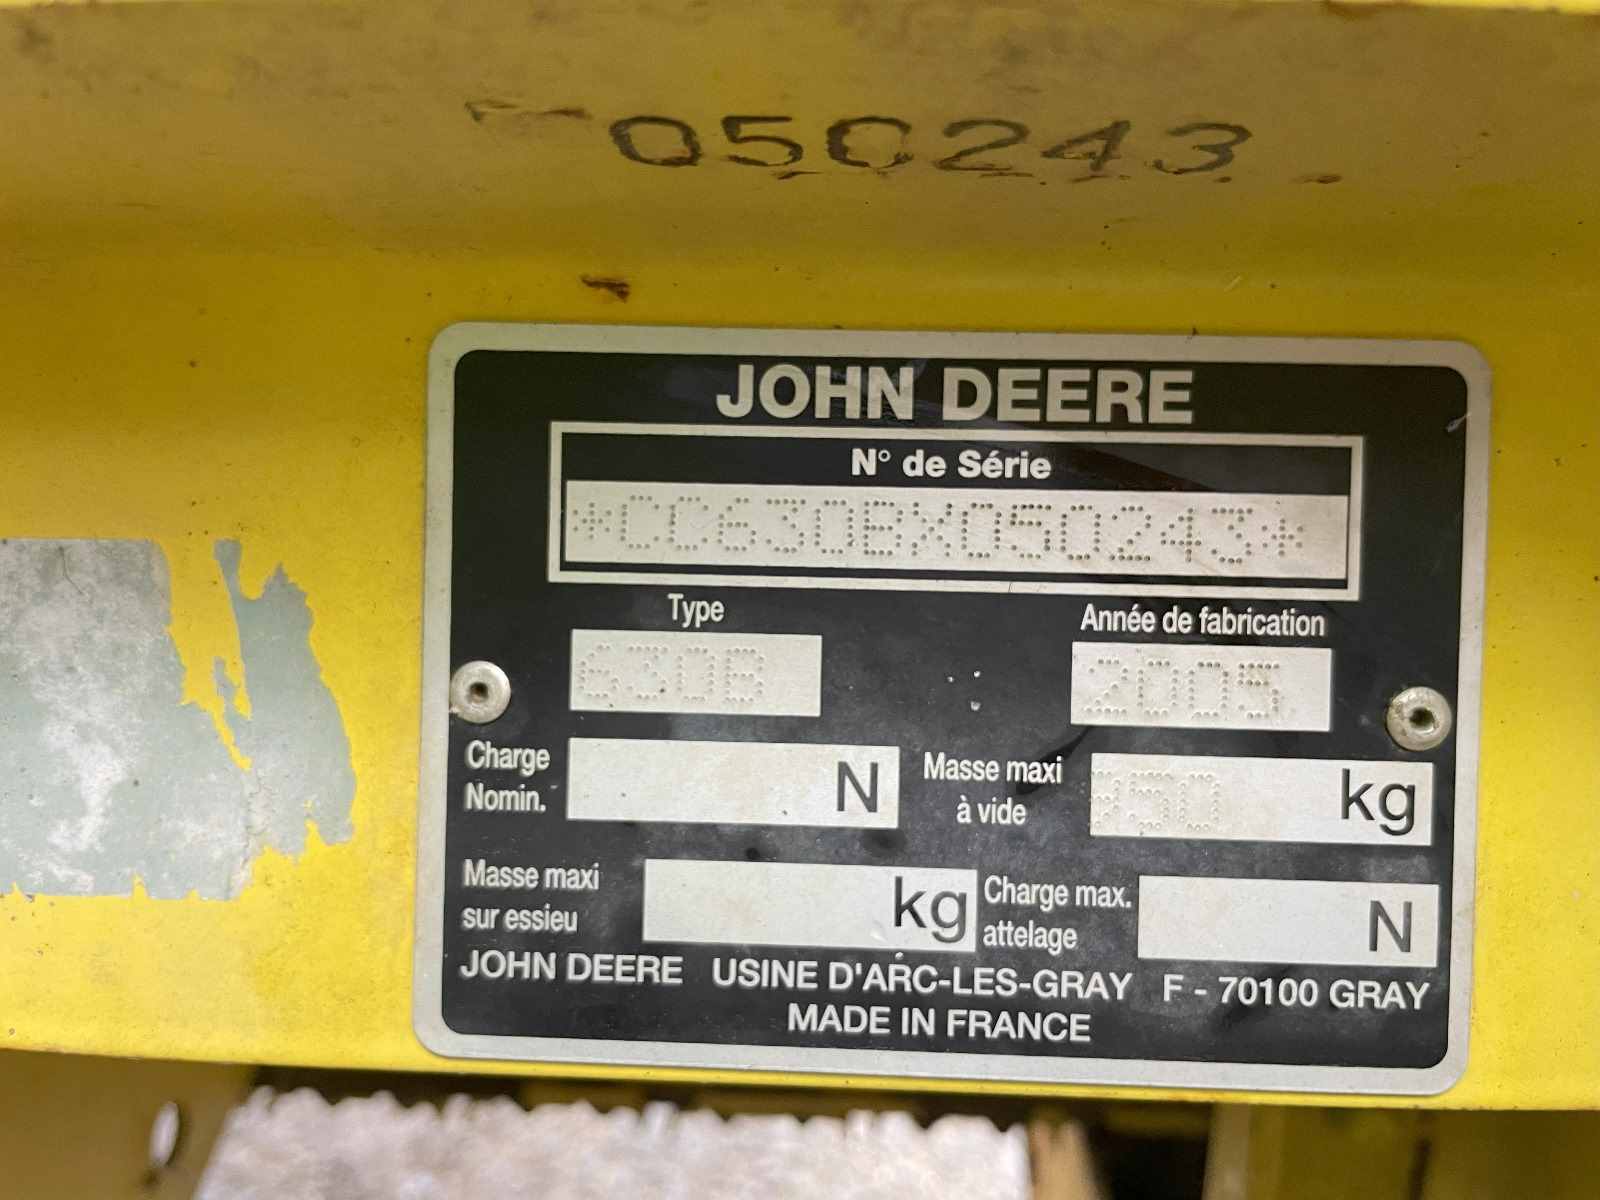 050243
JOHN DEERE
N° de Série
*CC630BX050243*
Type
Année de fabrication
630B
2005
Charge Nomin.
N
Masse maxi à vide
950 kg
Masse maxi sur essieu
kg
Charge max. attelage
N
JOHN DEERE USINE D'ARC-LES-GRAY F - 70100 GRAY
MADE IN FRANCE